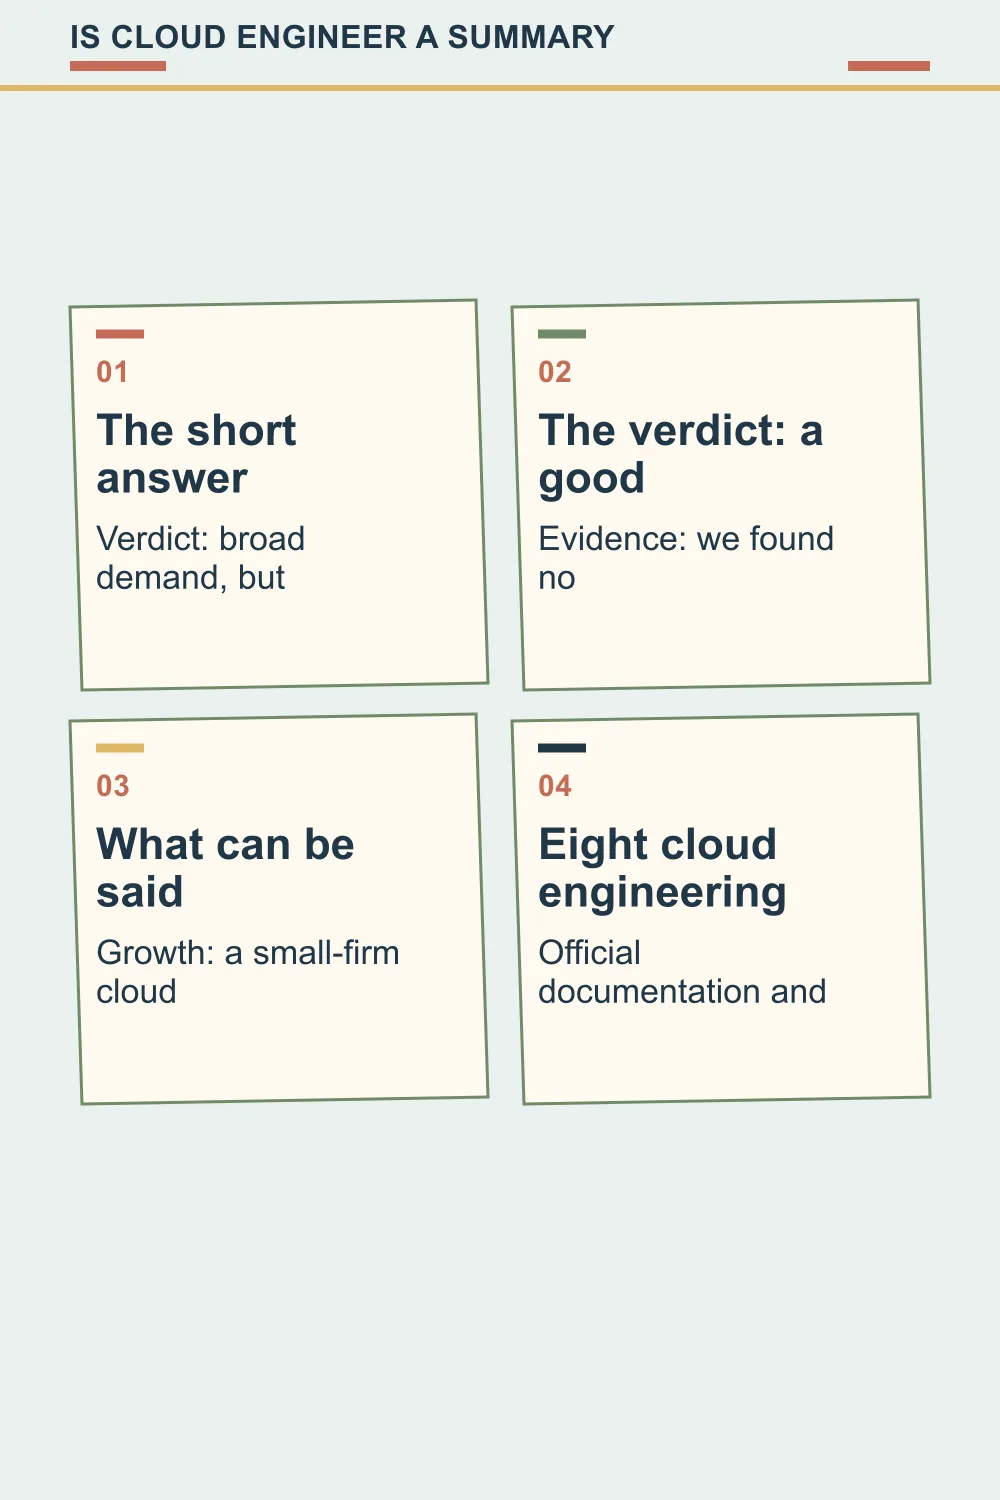 IS CLOUD ENGINEER A SUMMARY
01
The short
answer
Verdict: broad
demand, but
02
The verdict: a
good
Evidence: we found
no
03
What can be
said
Growth: a small-firm
cloud
04
Eight cloud
engineering
Official
documentation and